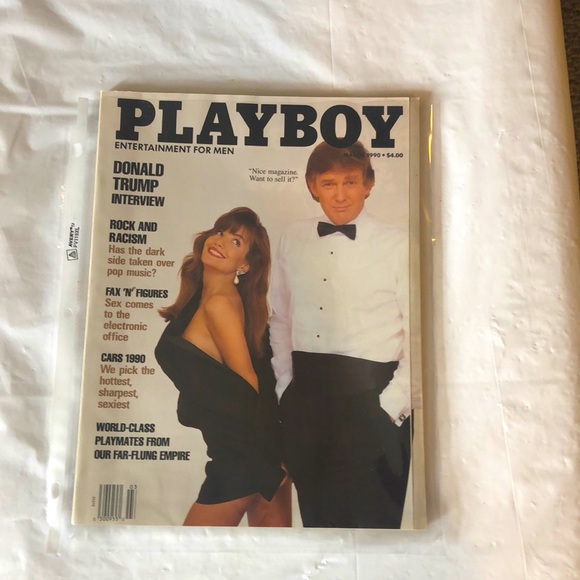 PLAYBOY
ENTERTAINMENT FOR MEN
1990 • $4.00
DONALD
TRUMP
INTERVIEW
"Nice magazine.
Want to sell it?"
ROCK AND
RACISM
Has the dark
side taken over
pop music?
FAX 'N' FIGURES
Sex comes
to the
electronic
office
CARS 1990
We pick the
hottest,
sharpest,
sexiest
WORLD-CLASS
PLAYMATES FROM
OUR FAR-FLUNG EMPIRE
AVERY